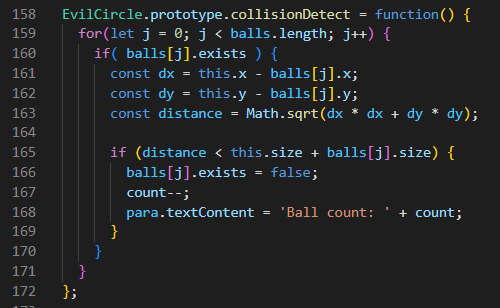 158 EvilCircle.prototype.collisionDetect = function() {
159   for(let j = 0; j < balls.length; j++) {
160     if( balls[j].exists ) {
161       const dx = this.x - balls[j].x;
162       const dy = this.y - balls[j].y;
163       const distance = Math.sqrt(dx * dx + dy * dy);
164
165       if (distance < this.size + balls[j].size) {
166         balls[j].exists = false;
167         count--;
168         para.textContent = 'Ball count: ' + count;
169       }
170     }
171   }
172 };